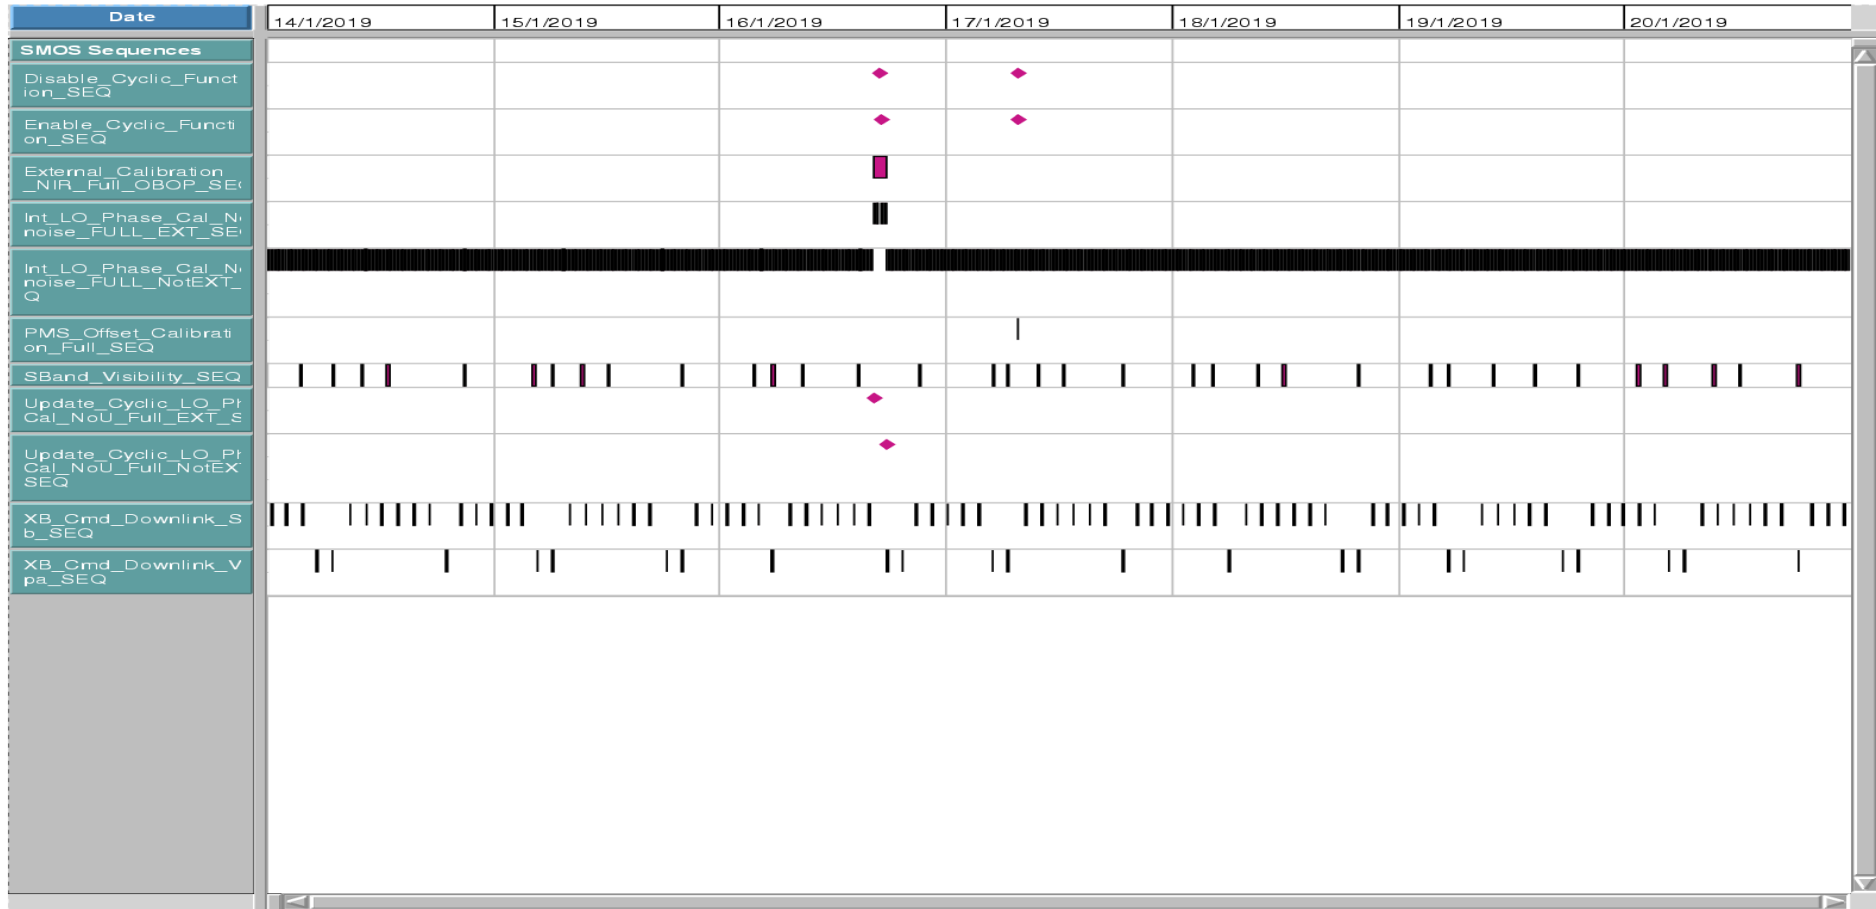 Date
14/1/2019 15/1/2019 16/1/2019 17/1/2019 18/1/2019 19/1/2019 20/1/2019
SMOS Sequences
Disable_Cyclic_Funct
ion_SEQ
Enable_Cyclic_Functi
on_SEQ
External_Calibration
_NIR_Full_OBOP_SE
Int_LO_Phase_Cal_N
noise_FULL_EXT_SE
Int_LO_Phase_Cal_N
noise_FULL_NotEXT_
Q
PMS_Offset_Calibrati
on_Full_SEQ
SBand_Visibility_SEQ
Update_Cyclic_LO_Ph
Cal_NoU_Full_EXT_S
Update_Cyclic_LO_Ph
Cal_NoU_Full_NotEX
SEQ
XB_Cmd_Downlink_S
b_SEQ
XB_Cmd_Downlink_V
pa_SEQ